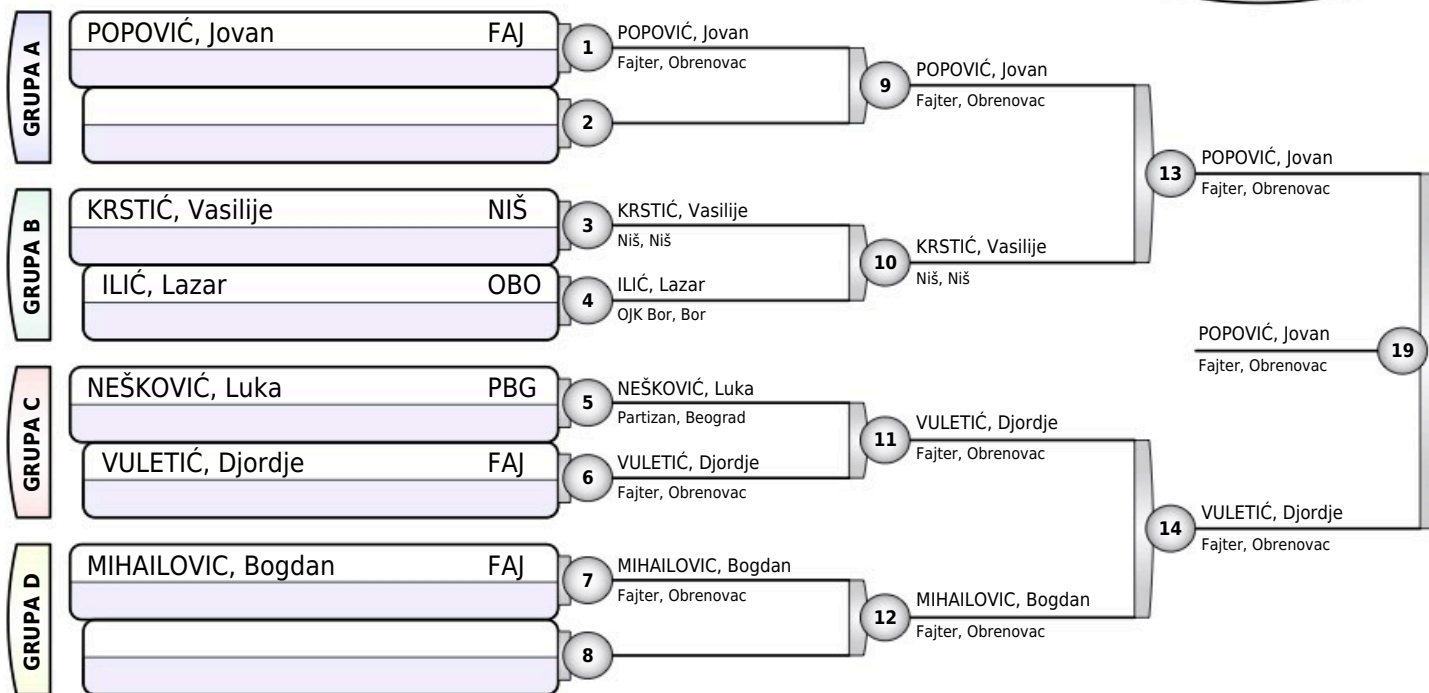 GRUPA A
POPOVIĆ, Jovan FAJ
1
POPOVIĆ, Jovan
Fajter, Obrenovac
2
9
POPOVIĆ, Jovan
Fajter, Obrenovac
GRUPA B
KRSTIĆ, Vasilije NIŠ
3
KRSTIĆ, Vasilije
Niš, Niš
ILIĆ, Lazar OBO
4
ILIĆ, Lazar
OJK Bor, Bor
10
KRSTIĆ, Vasilije
Niš, Niš
13
POPOVIĆ, Jovan
Fajter, Obrenovac
GRUPA C
NEŠKOVIĆ, Luka PBG
5
NEŠKOVIĆ, Luka
Partizan, Beograd
VULETIĆ, Djordje FAJ
6
VULETIĆ, Djordje
Fajter, Obrenovac
11
VULETIĆ, Djordje
Fajter, Obrenovac
GRUPA D
MIHAILOVIC, Bogdan FAJ
7
MIHAILOVIC, Bogdan
Fajter, Obrenovac
8
12
MIHAILOVIC, Bogdan
Fajter, Obrenovac
14
VULETIĆ, Djordje
Fajter, Obrenovac
POPOVIĆ, Jovan
Fajter, Obrenovac
19